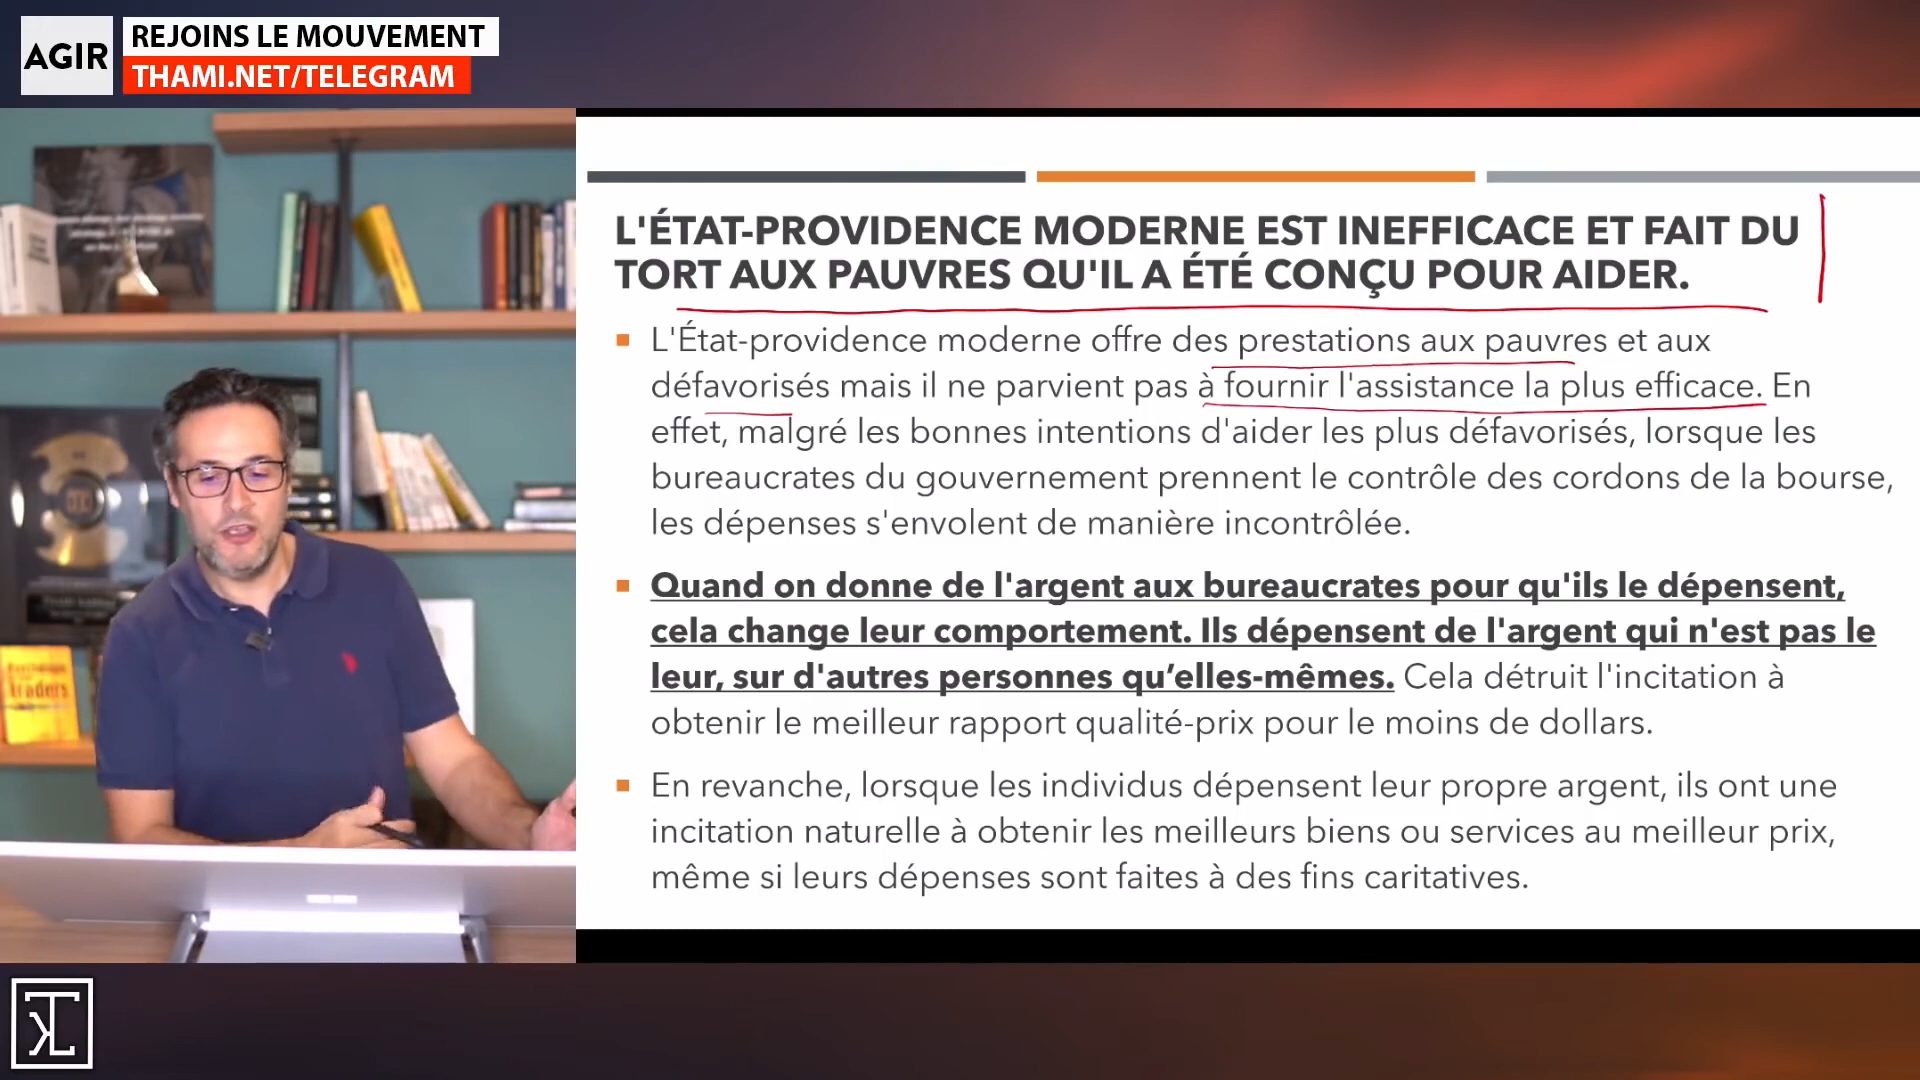 AGIR
REJOINS LE MOUVEMENT
THAMI.NET/TELEGRAM
L'ÉTAT-PROVIDENCE MODERNE EST INEFFICACE ET FAIT DU
TORT AUX PAUVRES QU'IL A ÉTÉ CONÇU POUR AIDER.
L'État-providence moderne offre des prestations aux pauvres et aux
défavorisés mais il ne parvient pas à fournir l'assistance la plus efficace. En
effet, malgré les bonnes intentions d'aider les plus défavorisés, lorsque les
bureaucrates du gouvernement prennent le contrôle des cordons de la bourse,
les dépenses s'envolent de manière incontrôlée.
Quand on donne de l'argent aux bureaucrates pour qu'ils le dépensent,
cela change leur comportement. Ils dépensent de l'argent qui n'est pas le
leur, sur d'autres personnes qu’elles-mêmes. Cela détruit l'incitation à
obtenir le meilleur rapport qualité-prix pour le moins de dollars.
En revanche, lorsque les individus dépensent leur propre argent, ils ont une
incitation naturelle à obtenir les meilleurs biens ou services au meilleur prix,
même si leurs dépenses sont faites à des fins caritatives.
traders